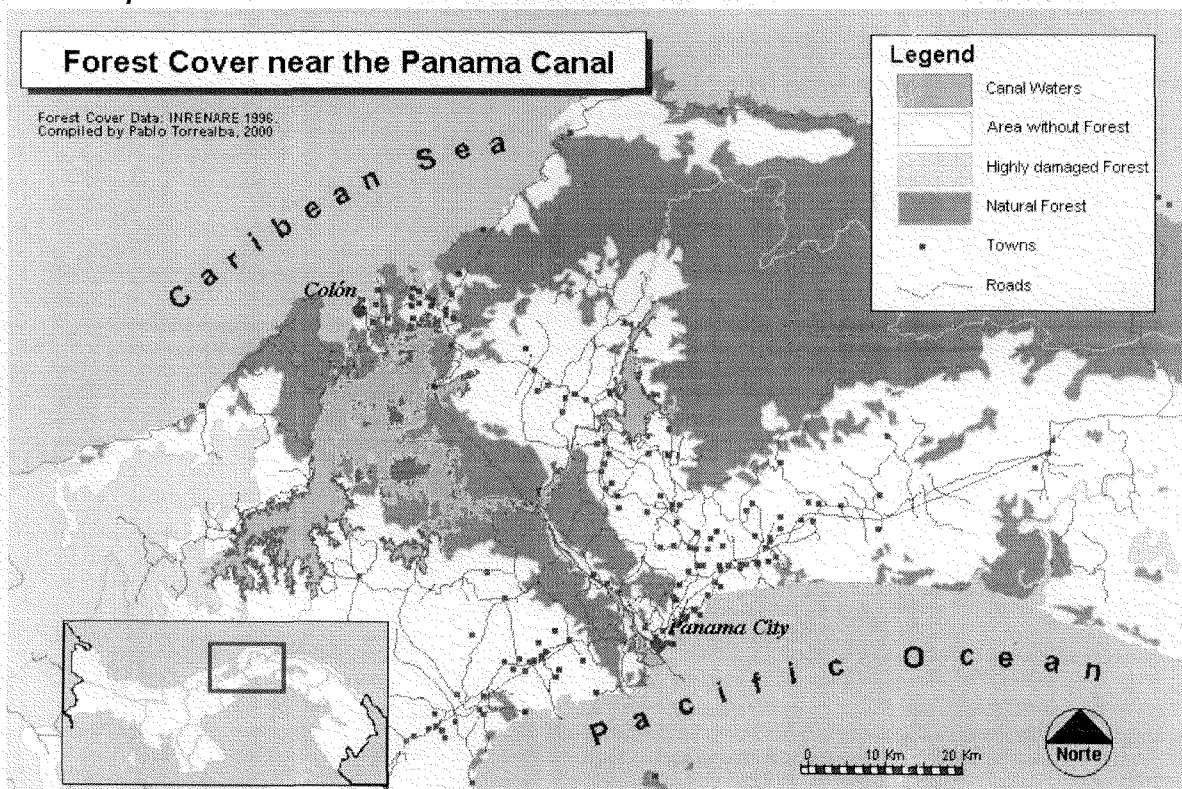 Forest Cover near the Panama Canal
Forest Cover Data: INRENARE 1996.
Compiled by Pablo Torrealba, 2000
Legend
Canal Waters
Area without Forest
Highly damaged Forest
Natural Forest
Towns
Roads
Caribean Sea
Colón
Panama City
Pacific Ocean
0 10 Km 20 Km
Norte